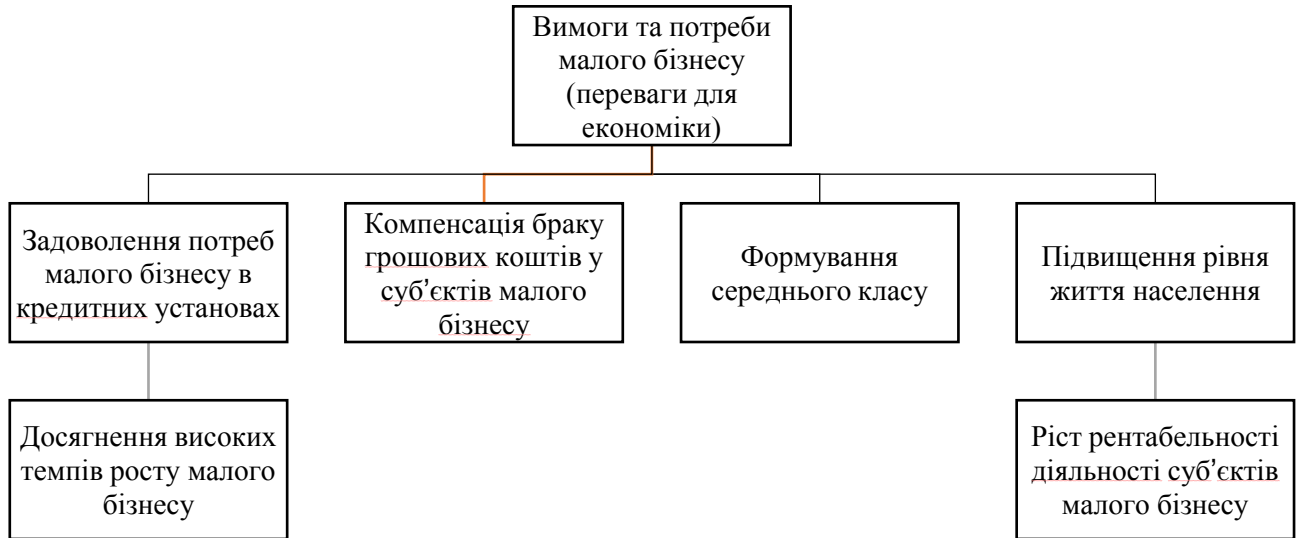 Вимоги та потреби
малого бізнесу
(переваги для
економіки)
Задоволення потреб
малого бізнесу в
кредитних установах
Компенсація браку
грошових коштів у
суб’єктів малого
бізнесу
Формування
середнього класу
Підвищення рівня
життя населення
Досягнення високих
темпів росту малого
бізнесу
Ріст рентабельності
діяльності суб’єктів
малого бізнесу